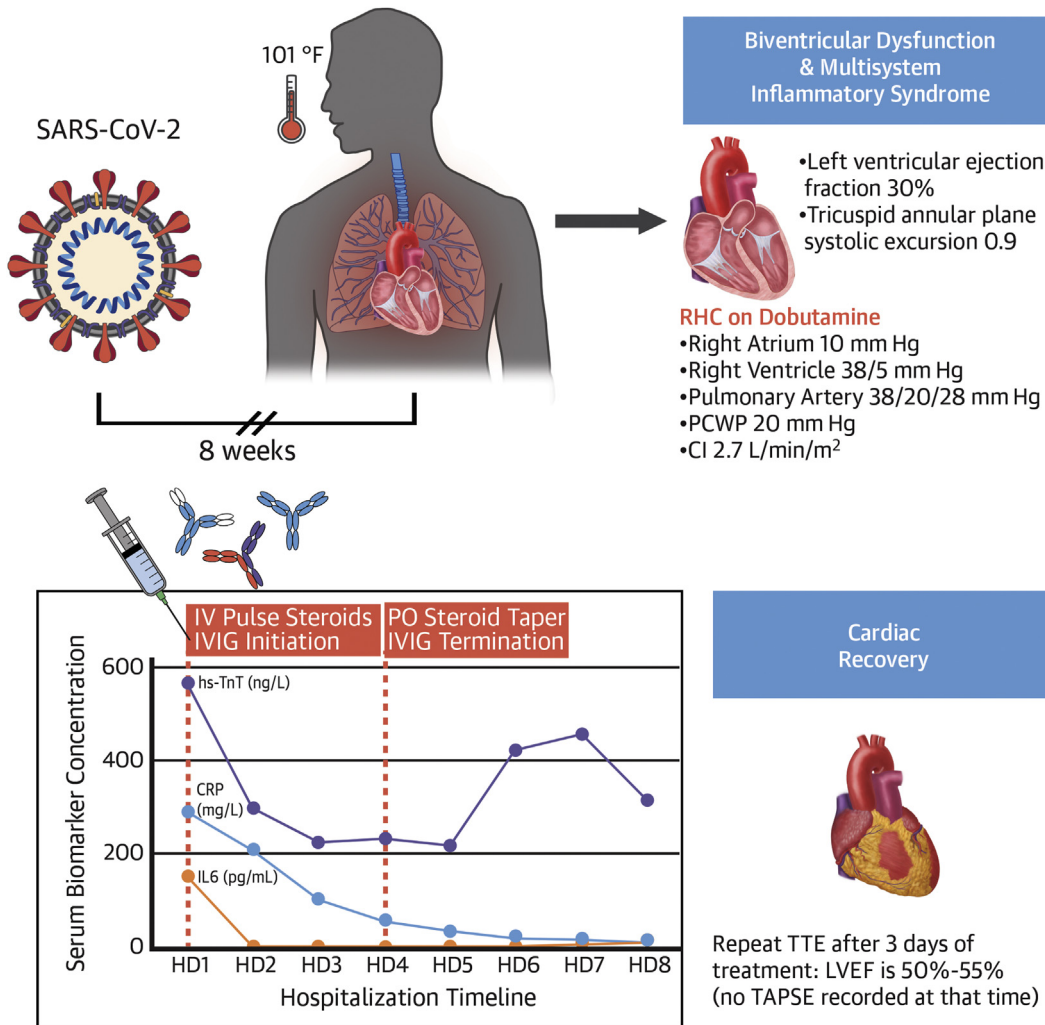 101 °F
SARS-CoV-2
8 weeks
Biventricular Dysfunction
& Multisystem
Inflammatory Syndrome
•Left ventricular ejection
fraction 30%
•Tricuspid annular plane
systolic excursion 0.9
RHC on Dobutamine
•Right Atrium 10 mm Hg
•Right Ventricle 38/5 mm Hg
•Pulmonary Artery 38/20/28 mm Hg
•PCWP 20 mm Hg
•CI 2.7 L/min/m²
IV Pulse Steroids
IVIG Initiation
PO Steroid Taper
IVIG Termination
Serum Biomarker Concentration
600
400
200
0
hs-TnT (ng/L)
CRP
(mg/L)
IL6 (pg/mL)
HD1 HD2 HD3 HD4 HD5 HD6 HD7 HD8
Hospitalization Timeline
Cardiac
Recovery
Repeat TTE after 3 days of
treatment: LVEF is 50%-55%
(no TAPSE recorded at that time)